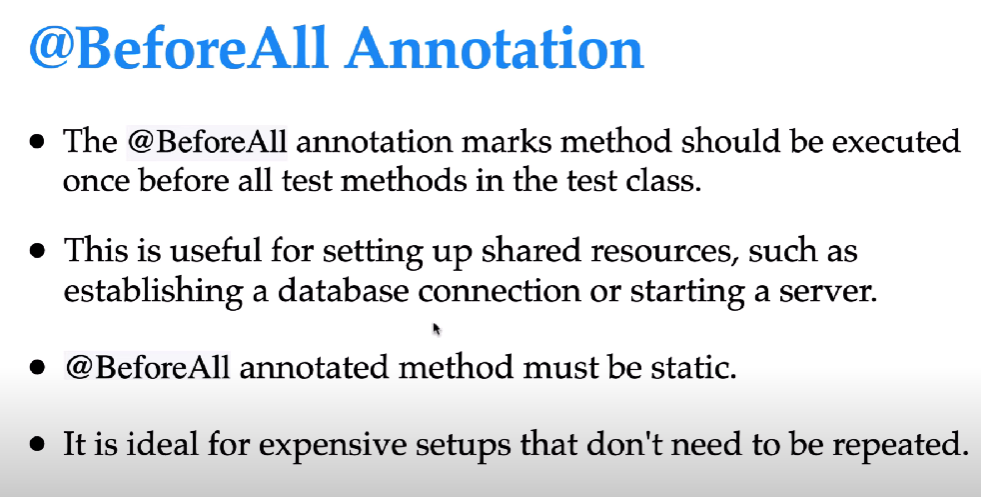 @BeforeAll Annotation
• The @BeforeAll annotation marks method should be executed
once before all test methods in the test class.
• This is useful for setting up shared resources, such as
establishing a database connection or starting a server.
• @BeforeAll annotated method must be static.
• It is ideal for expensive setups that don't need to be repeated.